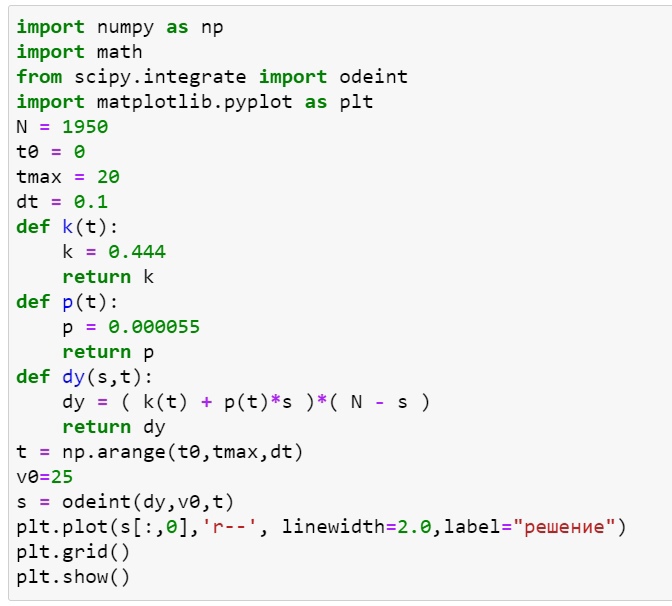 import numpy as np
import math
from scipy.integrate import odeint
import matplotlib.pyplot as plt
N = 1950
t0 = 0
tmax = 20
dt = 0.1
def k(t):
    k = 0.444
    return k
def p(t):
    p = 0.000055
    return p
def dy(s,t):
    dy = ( k(t) + p(t)*s )*( N - s )
    return dy
t = np.arange(t0,tmax,dt)
v0=25
s = odeint(dy,v0,t)
plt.plot(s[:,0],'r--', linewidth=2.0,label="решение")
plt.grid()
plt.show()